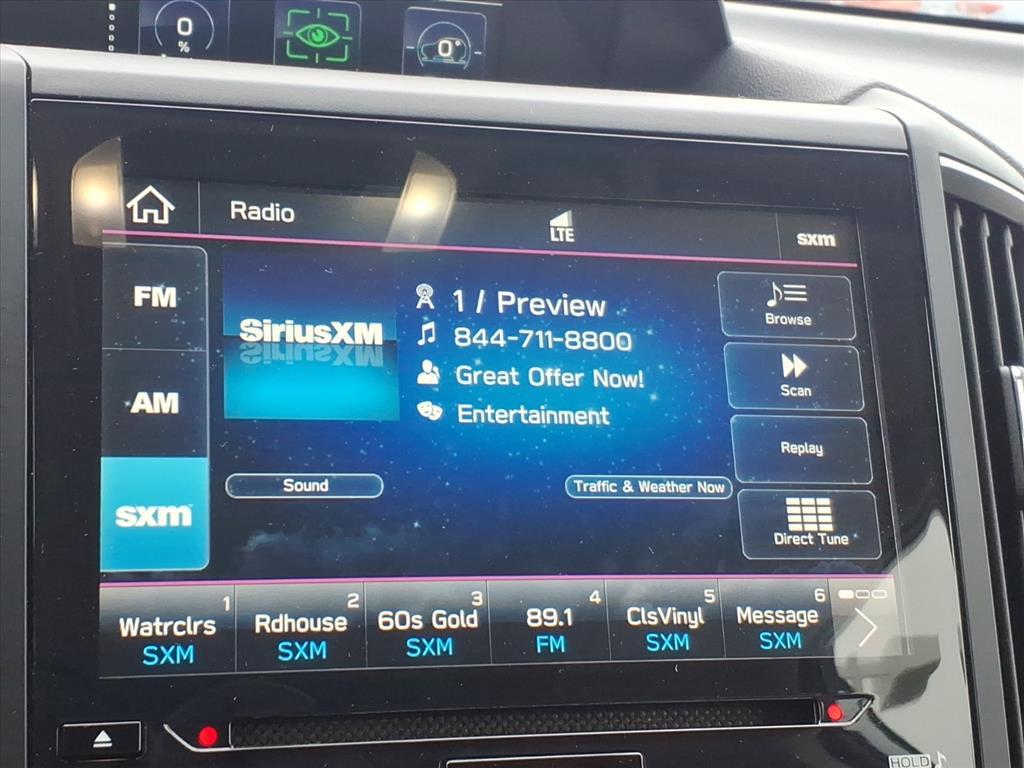 0
%
0°
Radio
LTE
sxm
FM
AM
sxm
SiriusXM
1 / Preview
844-711-8800
Great Offer Now!
Entertainment
Browse
Scan
Replay
Direct Tune
Sound
Traffic & Weather Now
1
Watrclrs
SXM
2
Rdhouse
SXM
3
60s Gold
SXM
4
89.1
FM
5
ClsVinyl
SXM
6
Message
SXM
HOLD